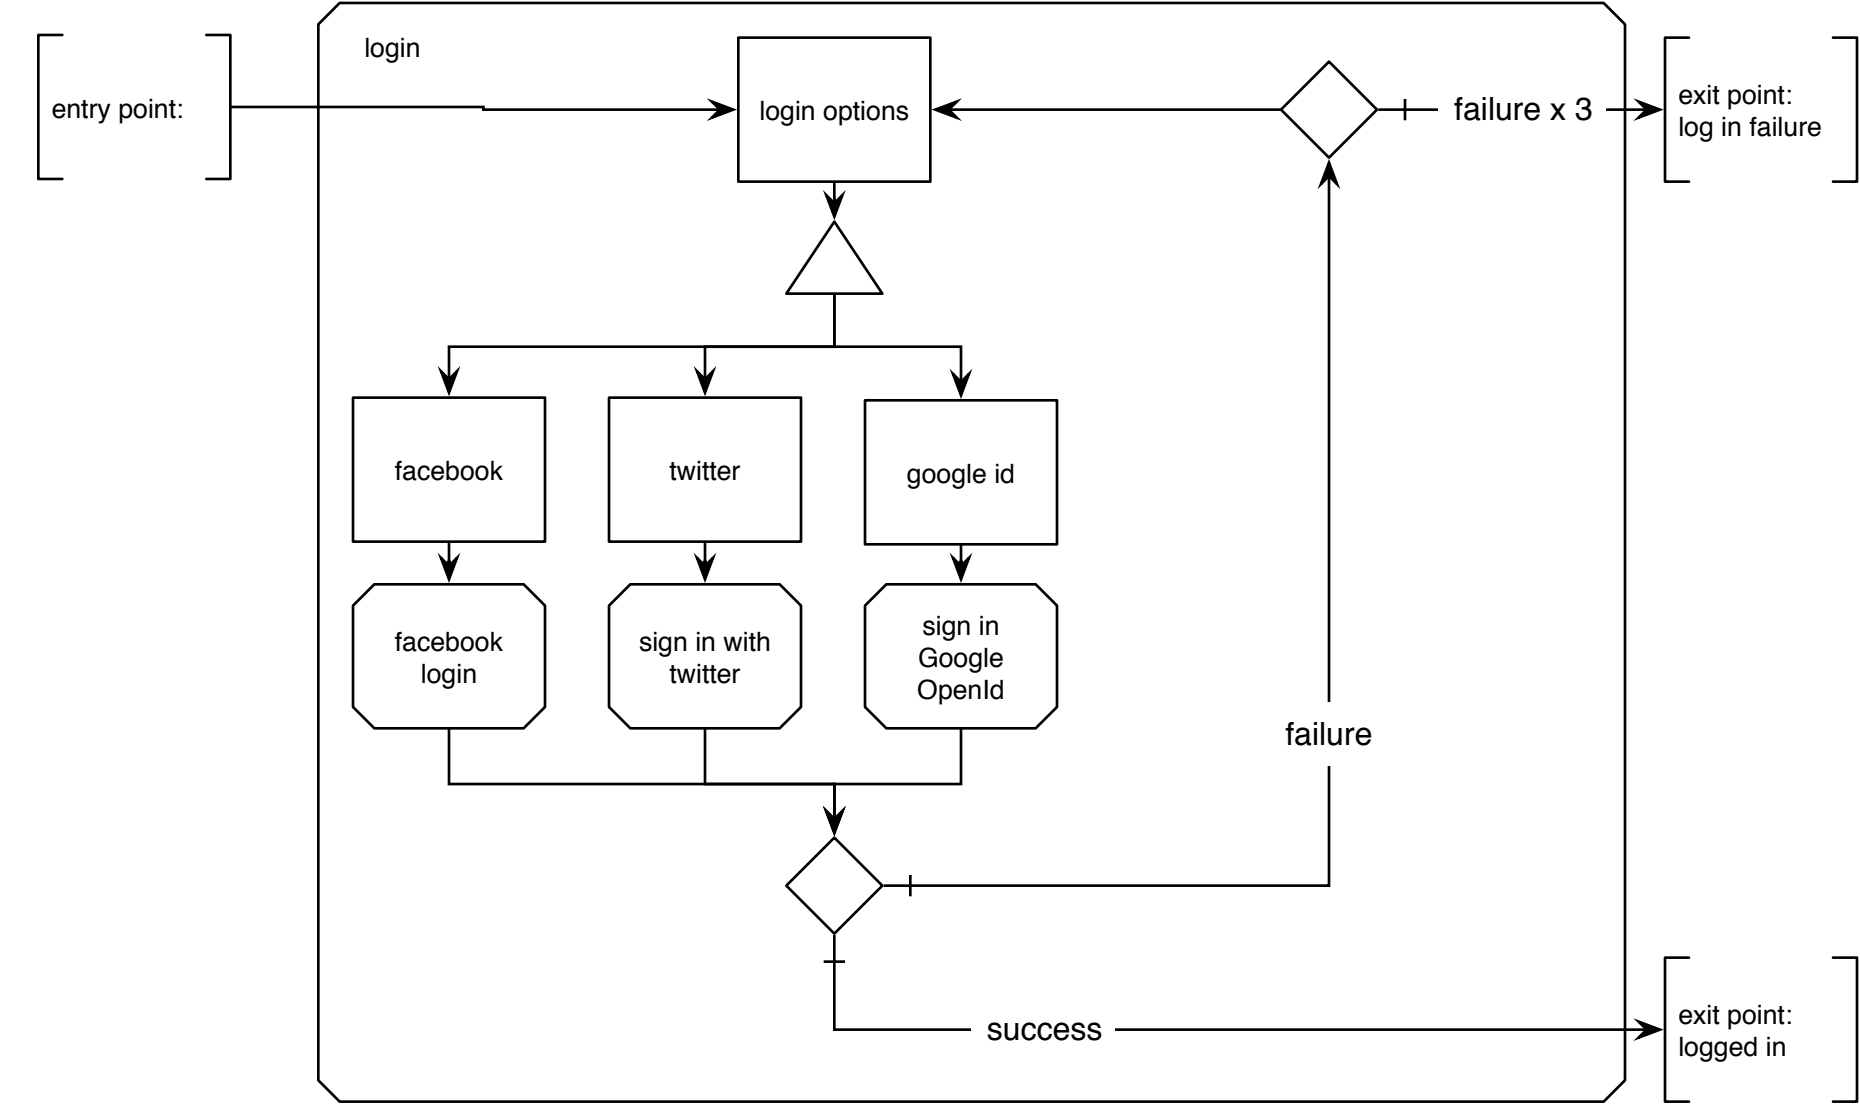 login
entry point:
login options
failure x 3
exit point:
log in failure
facebook
twitter
google id
facebook
login
sign in with
twitter
sign in
Google
OpenId
failure
success
exit point:
logged in